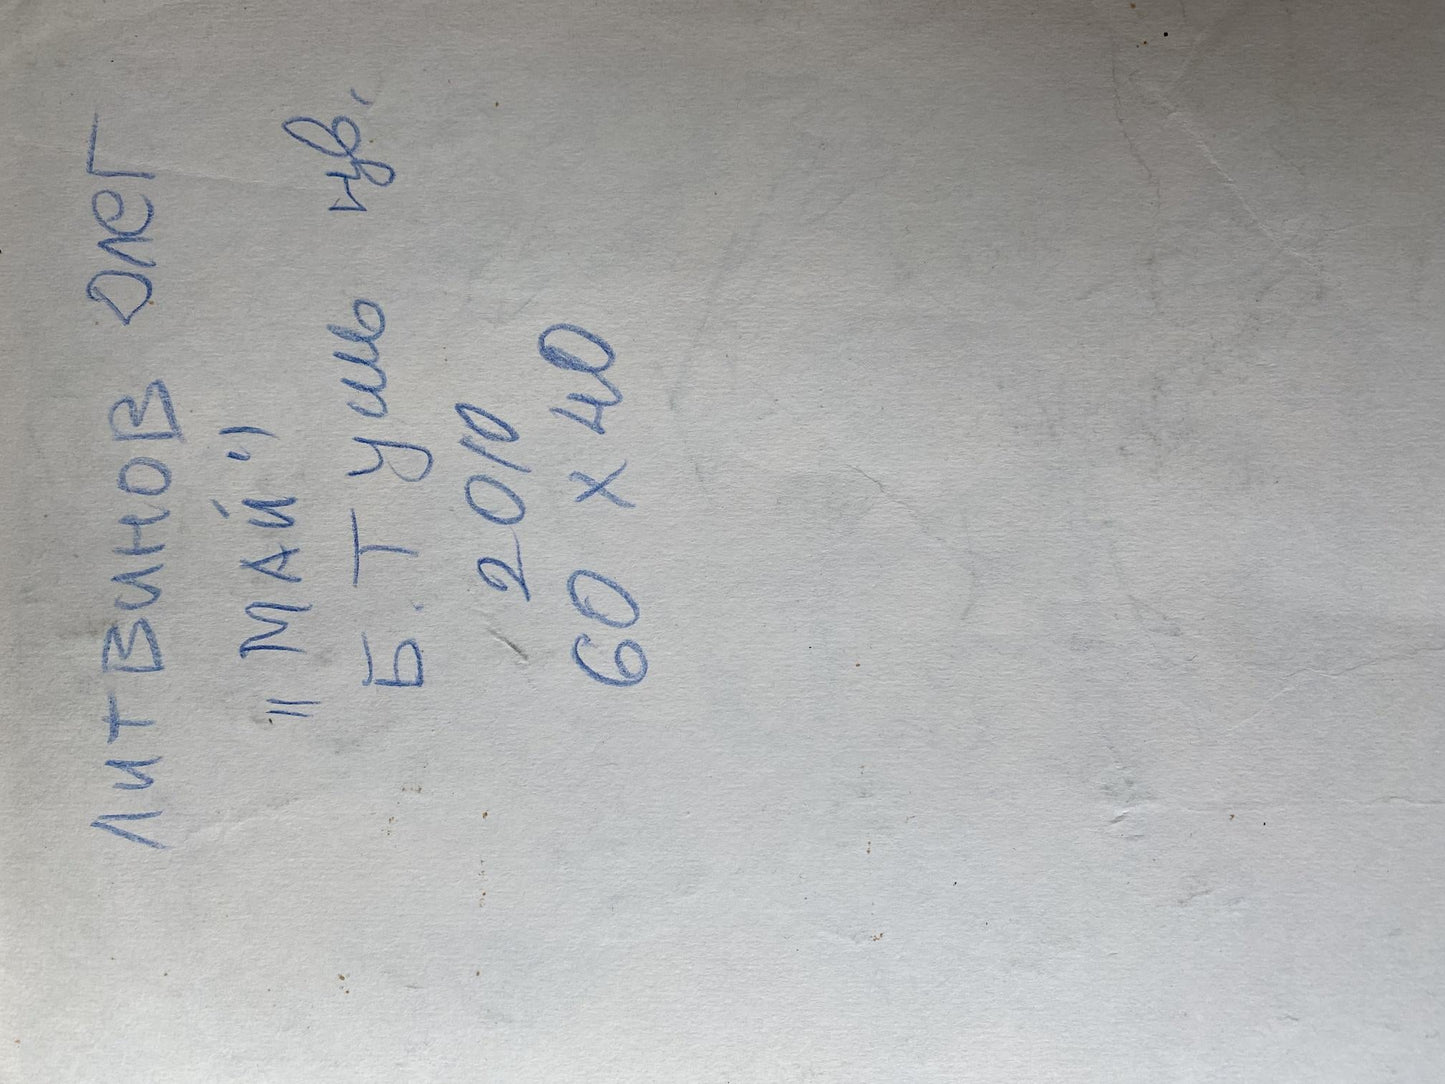 ЛИТВИНОВ ОЛЕГ
"МАЙ"
Б. Тушь цв.
2010
60 x 40